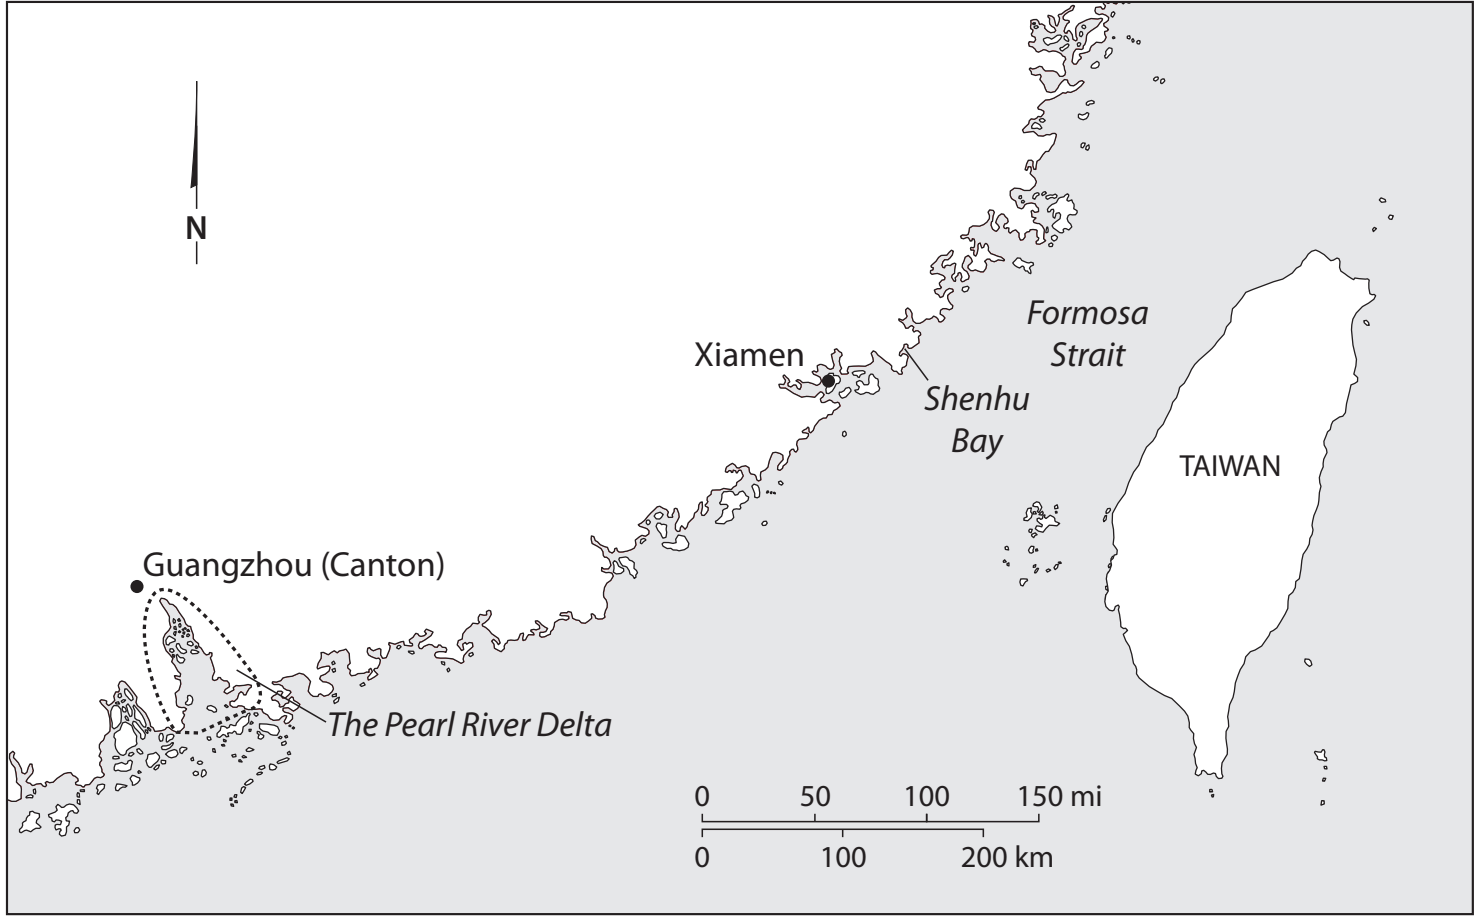 N
Formosa
Strait
Xiamen
Shenhu
Bay
TAIWAN
Guangzhou (Canton)
The Pearl River Delta
0 50 100 150 mi
0 100 200 km